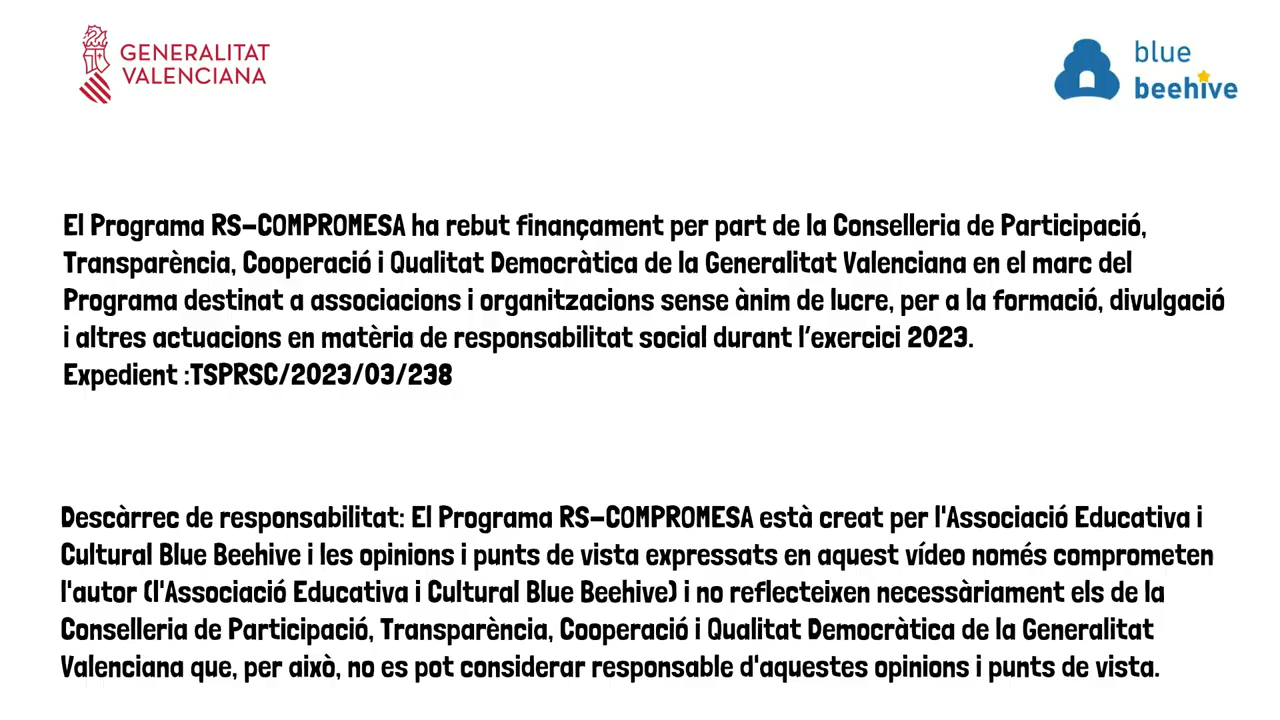 GENERALITAT
VALENCIANA
blue
beehive
El Programa RS-COMPROMESA ha rebut finançament per part de la Conselleria de Participació,
Transparència, Cooperació i Qualitat Democràtica de la Generalitat Valenciana en el marc del
Programa destinat a associacions i organitzacions sense ànim de lucre, per a la formació, divulgació
i altres actuacions en matèria de responsabilitat social durant l'exercici 2023.
Expedient :TSPRSC/2023/03/238
Descàrrec de responsabilitat: El Programa RS-COMPROMESA està creat per l'Associació Educativa i
Cultural Blue Beehive i les opinions i punts de vista expressats en aquest vídeo només comprometen
l'autor (l'Associació Educativa i Cultural Blue Beehive) i no reflecteixen necessàriament els de la
Conselleria de Participació, Transparència, Cooperació i Qualitat Democràtica de la Generalitat
Valenciana que, per això, no es pot considerar responsable d'aquestes opinions i punts de vista.